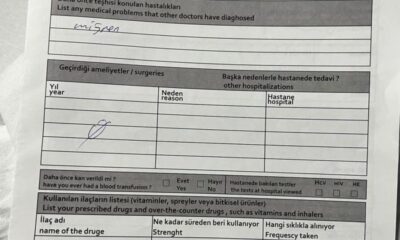 önce teşhisi konulan hastalıkları
List any medical problems that other doctors have diagnosed
migren
Geçirdiği ameliyetler / surgeries
Başka nedenlerle hastanede tedavi ?
other hospitalizations
Yıl
year
Neden
reason
Hastane
hospital
Daha önce kan verildi mi ?
have you ever had a blood transfusion ?
Evet
Yes
Hayır
No
Hastanede bakılan testler
the tests at hospital viewed
HCV
HIV
HE
Kullanılan ilaçların listesi (vitaminler, spreyler veya bitkisel ürünler)
List your prescribed drugs and over-the-counter drugs , such as vitamins and inhalers
İlaç adı
name of the druge
Ne kadar süreden beri kullanıyor
Strenght
Hangi sıklıkla alınıyor
Frequecy taken